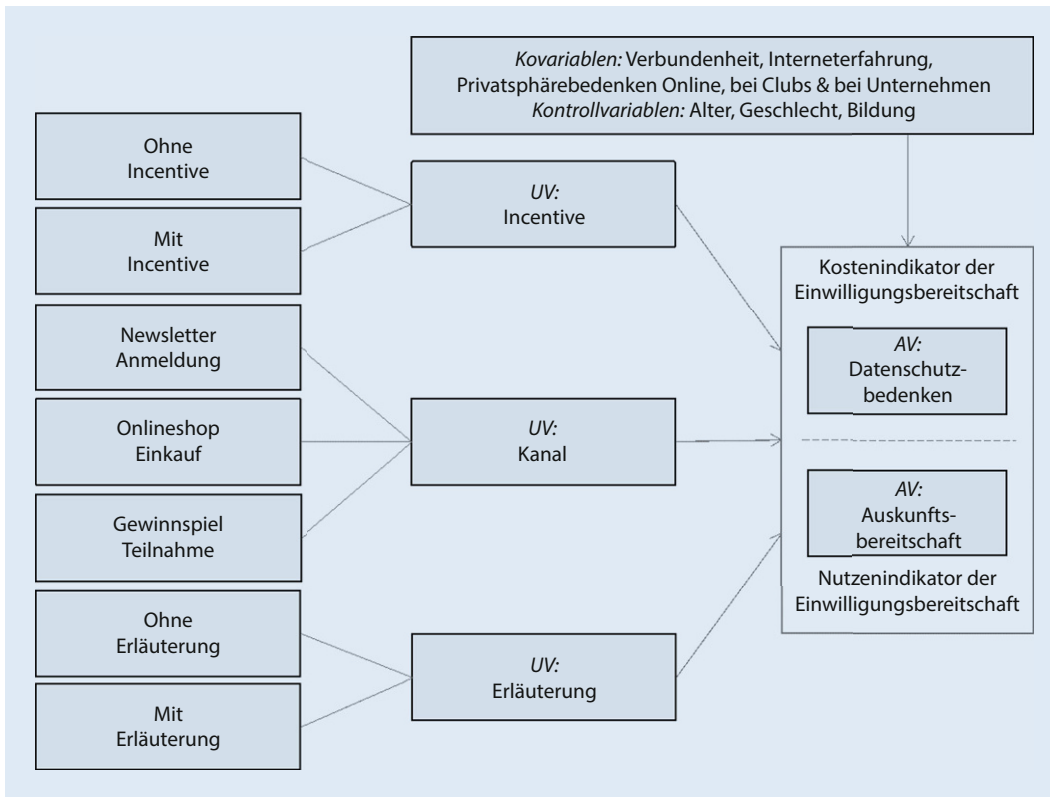 Kovariablen: Verbundenheit, Interneterfahrung,
Privatsphärebedenken Online, bei Clubs & bei Unternehmen
Kontrollvariablen: Alter, Geschlecht, Bildung
Ohne
Incentive
Mit
Incentive
Newsletter
Anmeldung
Onlineshop
Einkauf
Gewinnspiel
Teilnahme
Ohne
Erläuterung
Mit
Erläuterung
UV:
Incentive
UV:
Kanal
UV:
Erläuterung
Kostenindikator der
Einwilligungsbereitschaft
AV:
Datenschutz-
bedenken
AV:
Auskunfts-
bereitschaft
Nutzenindikator der
Einwilligungsbereitschaft